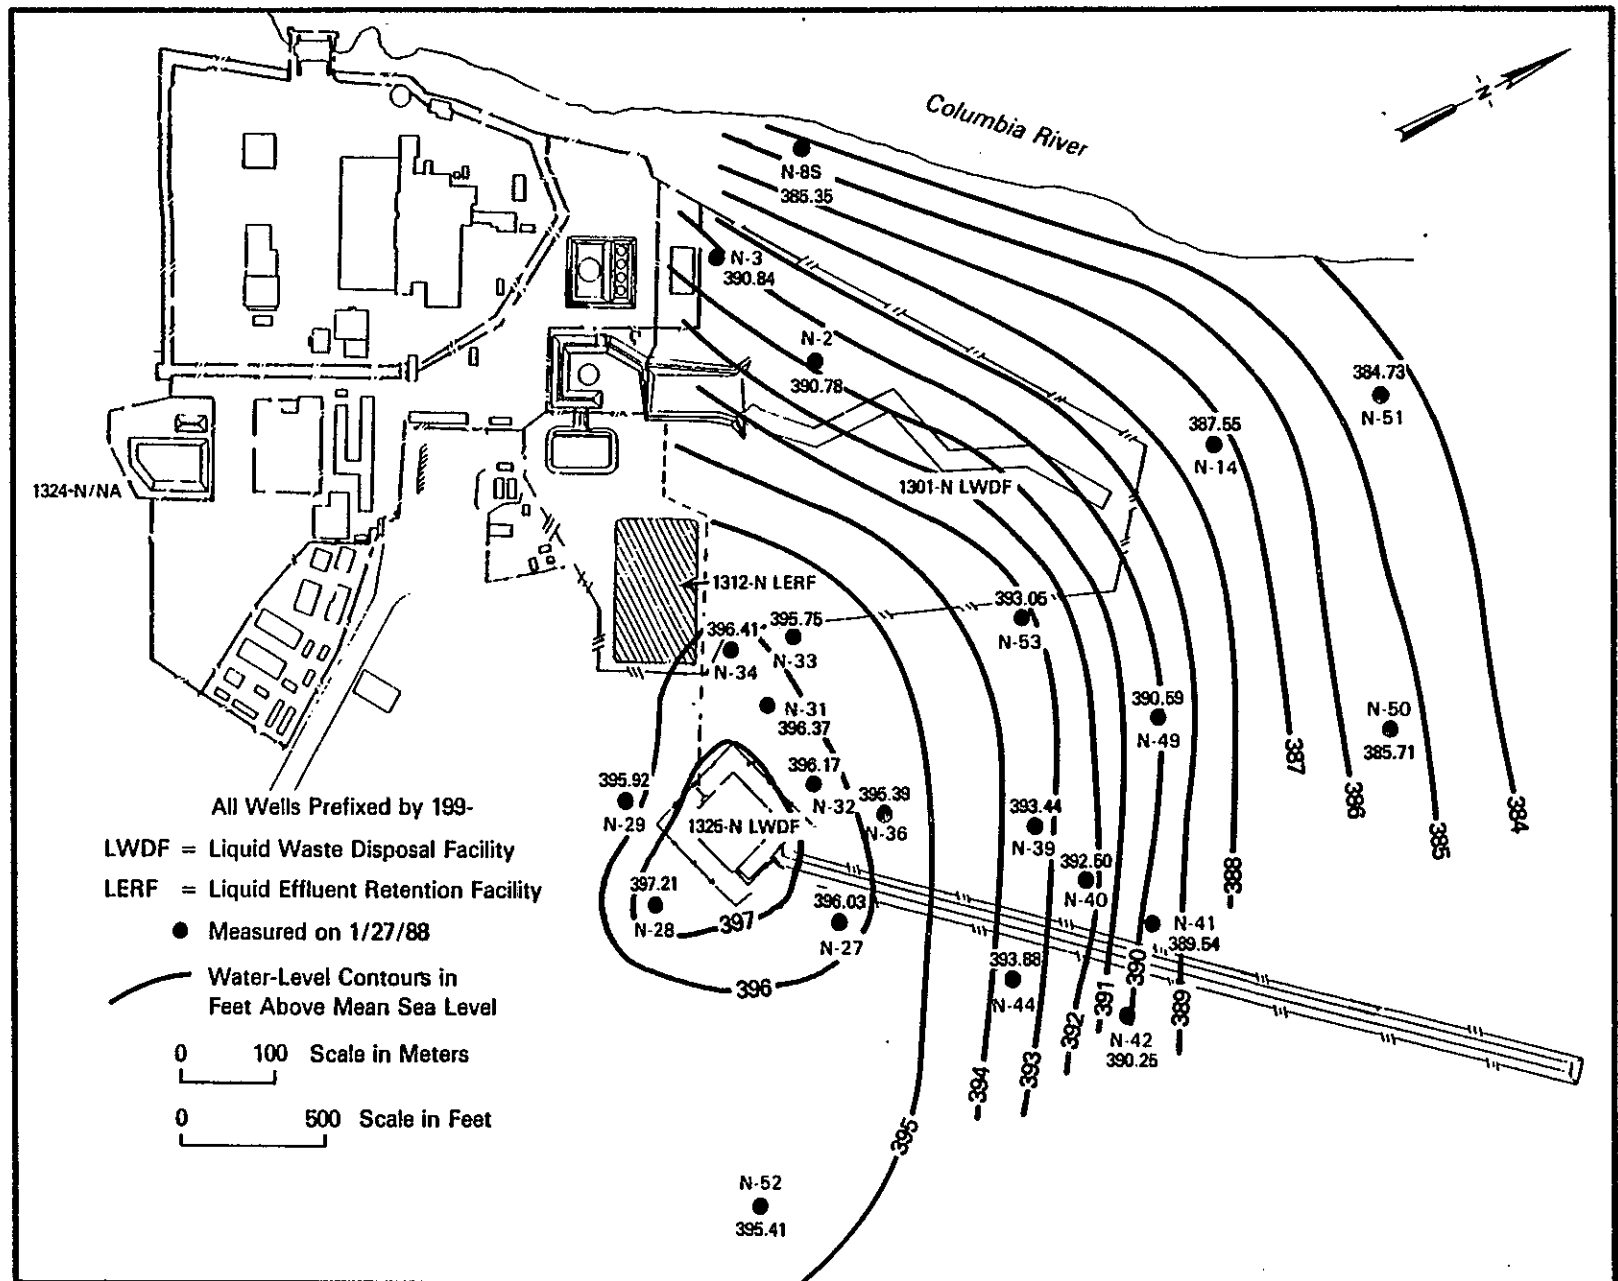 N
Columbia River
N-8S
385.35
N-3
390.84
N-2
390.78
384.73
N-51
387.55
N-14
1324-N/NA
1301-N LWDF
1312-N LERF
393.05
N-53
396.41
N-34
395.75
N-33
N-31
396.37
390.59
N-49
N-50
385.71
395.92
N-29
396.17
N-32
N-36
1325-N LWDF
393.44
N-39
392.50
N-40
397.21
N-28
396.03
N-27
N-41
389.54
393.88
N-44
N-42
390.25
N-52
395.41
397
396
395
394
393
392
391
390
389
388
387
386
385
384
All Wells Prefixed by 199-
LWDF = Liquid Waste Disposal Facility
LERF = Liquid Effluent Retention Facility
Measured on 1/27/88
Water-Level Contours in
Feet Above Mean Sea Level
0 100 Scale in Meters
0 500 Scale in Feet